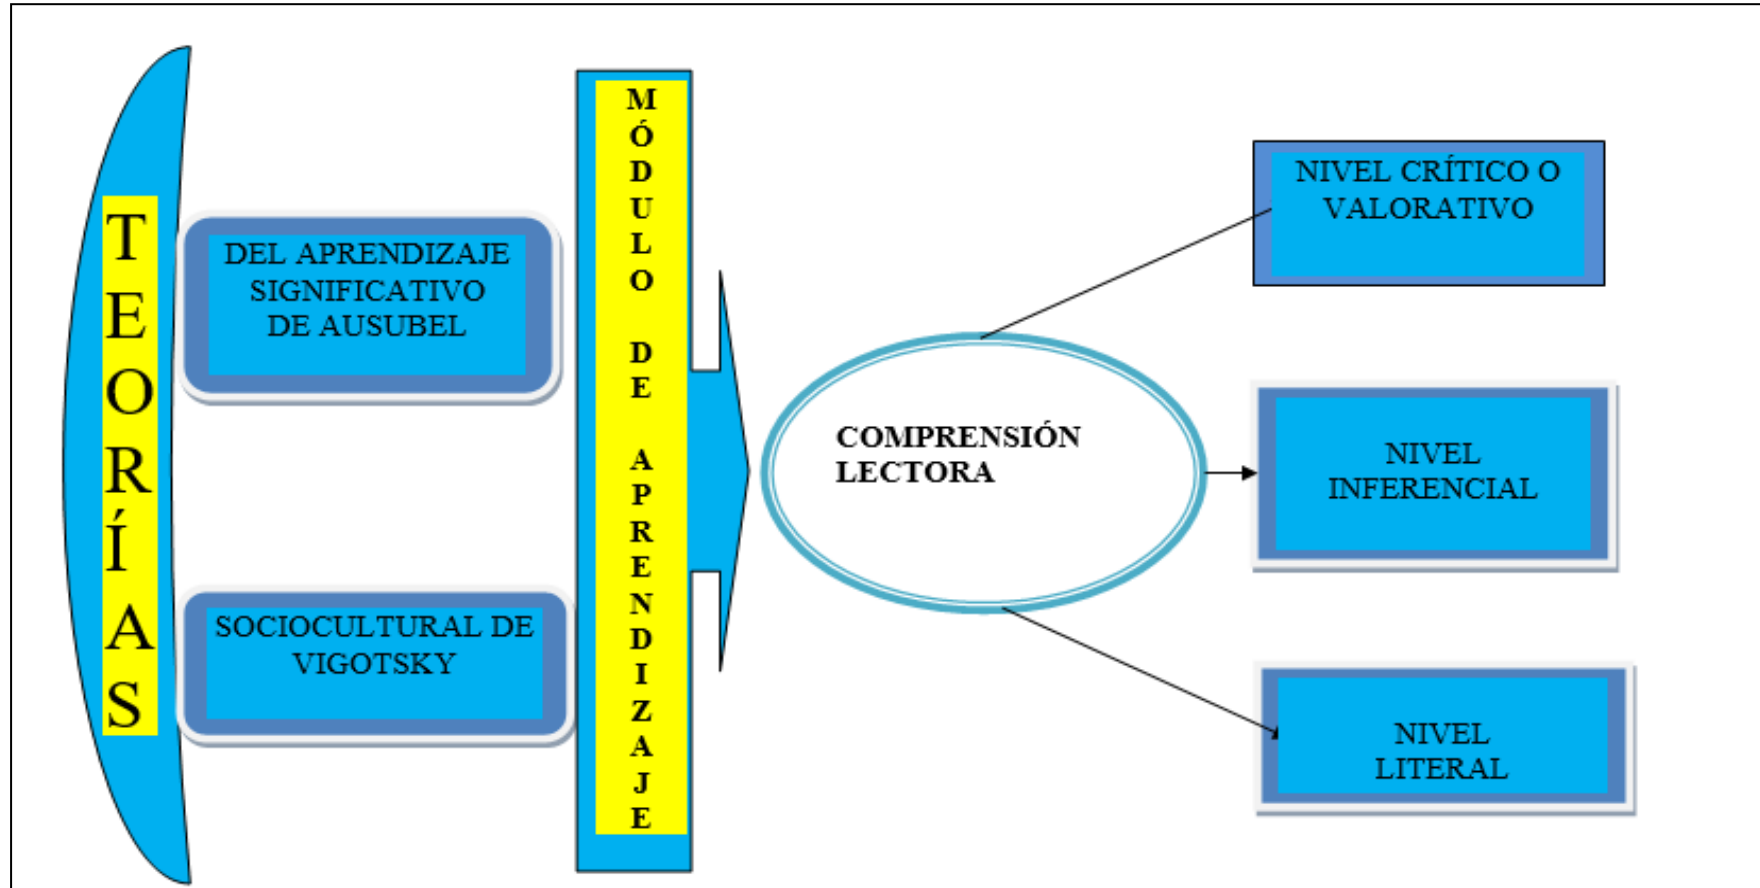 TEORÍAS
DEL APRENDIZAJE
SIGNIFICATIVO
DE AUSUBEL
SOCIOCULTURAL DE
VIGOTSKY
MÓDULO DE APRENDIZAJE
COMPRENSIÓN
LECTORA
NIVEL CRÍTICO O
VALORATIVO
NIVEL
INFERENCIAL
NIVEL
LITERAL